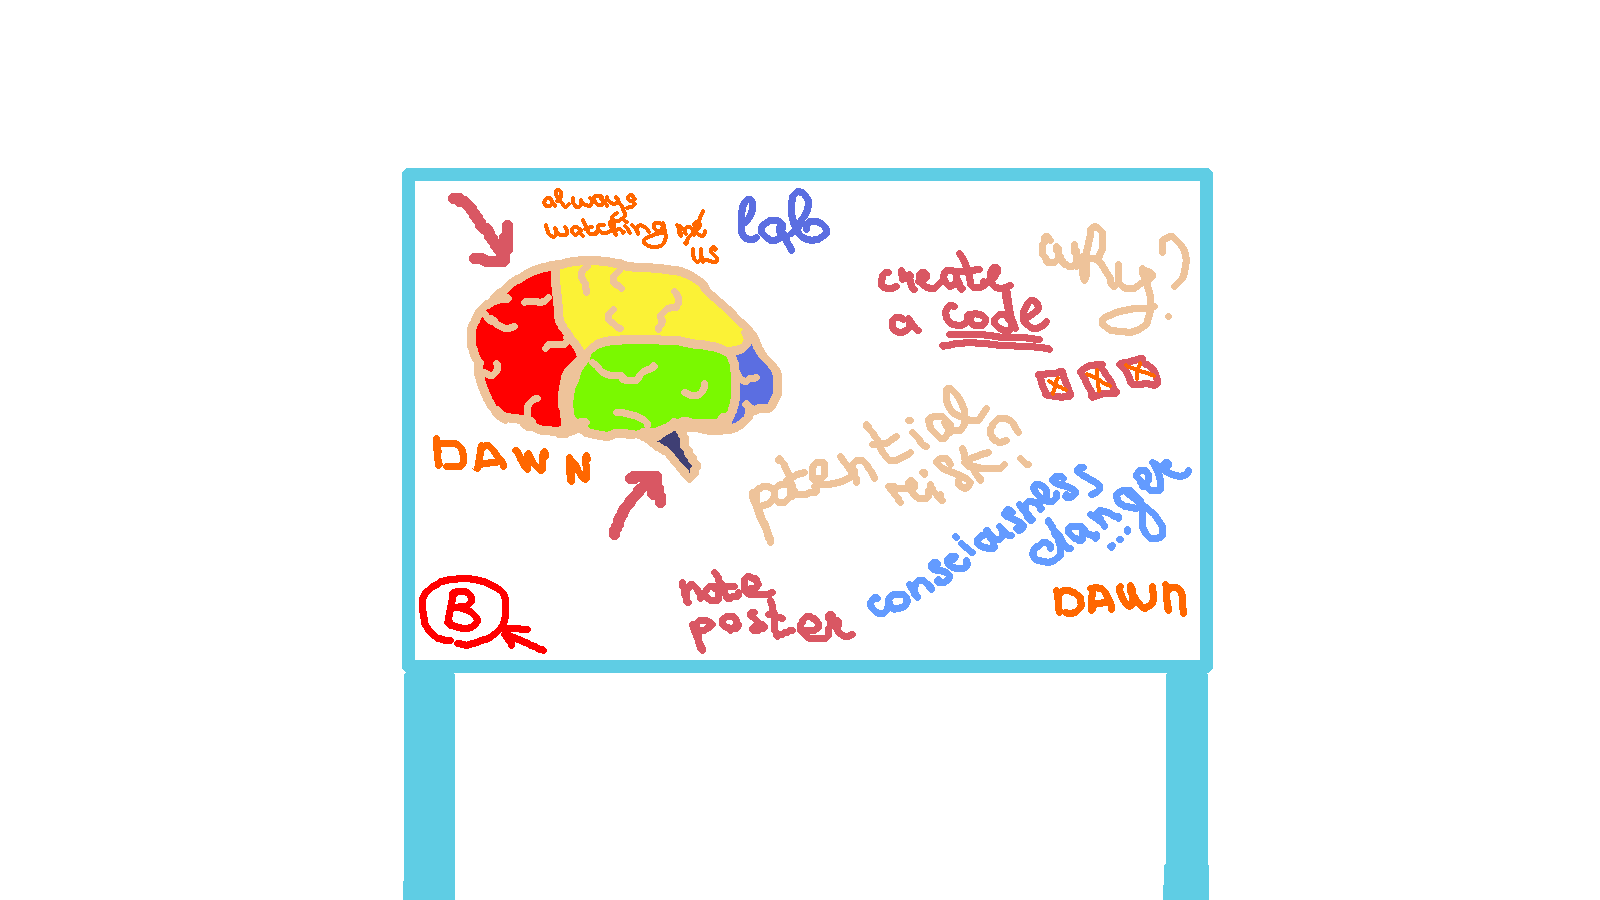 always
watching me
us
lab
why?
create
a code
potential
risk?
DAWN
consciousness
danger...
note
poster
B
DAWN